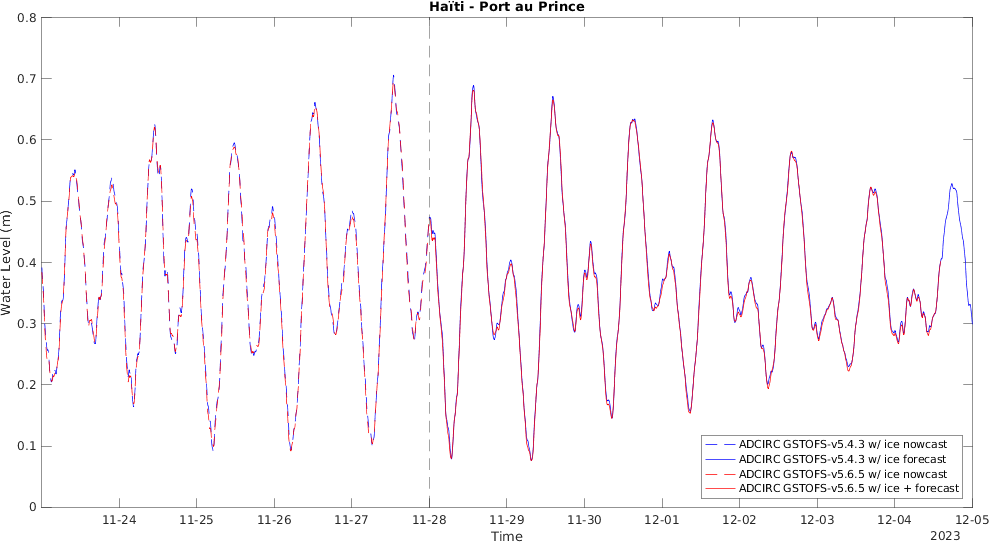 Haïti - Port au Prince
0.8
0.7
0.6
0.5
0.4
0.3
0.2
0.1
0
Water Level (m)
ADCIRC GSTOFS-v5.4.3 w/ ice nowcast
ADCIRC GSTOFS-v5.4.3 w/ ice forecast
ADCIRC GSTOFS-v5.6.5 w/ ice nowcast
ADCIRC GSTOFS-v5.6.5 w/ ice + forecast
11-24 11-25 11-26 11-27 11-28 11-29 11-30 12-01 12-02 12-03 12-04 12-05
Time
2023